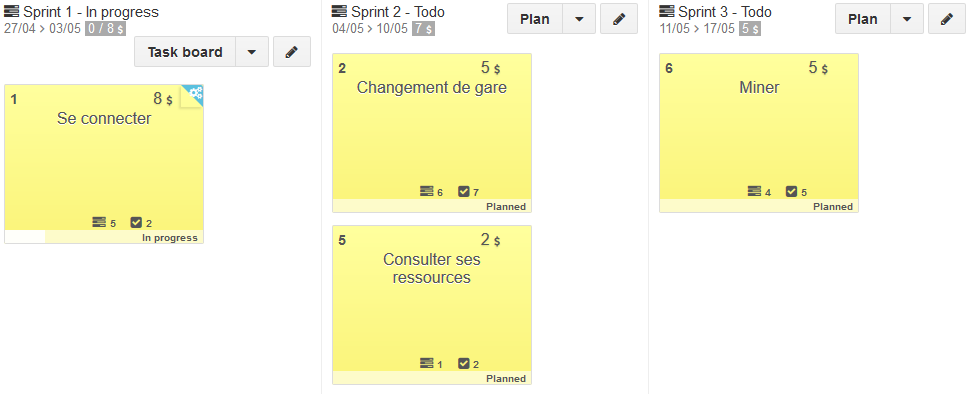 Sprint 1 - In progress
27/04 › 03/05 0 / 8 $
Task board
1
8 $
Se connecter
5 2
In progress
Sprint 2 - Todo
04/05 › 10/05 7 $
Plan
2
5 $
Changement de gare
6 7
Planned
5
2 $
Consulter ses
ressources
1 2
Planned
Sprint 3 - Todo
11/05 › 17/05 5 $
Plan
6
5 $
Miner
4 5
Planned